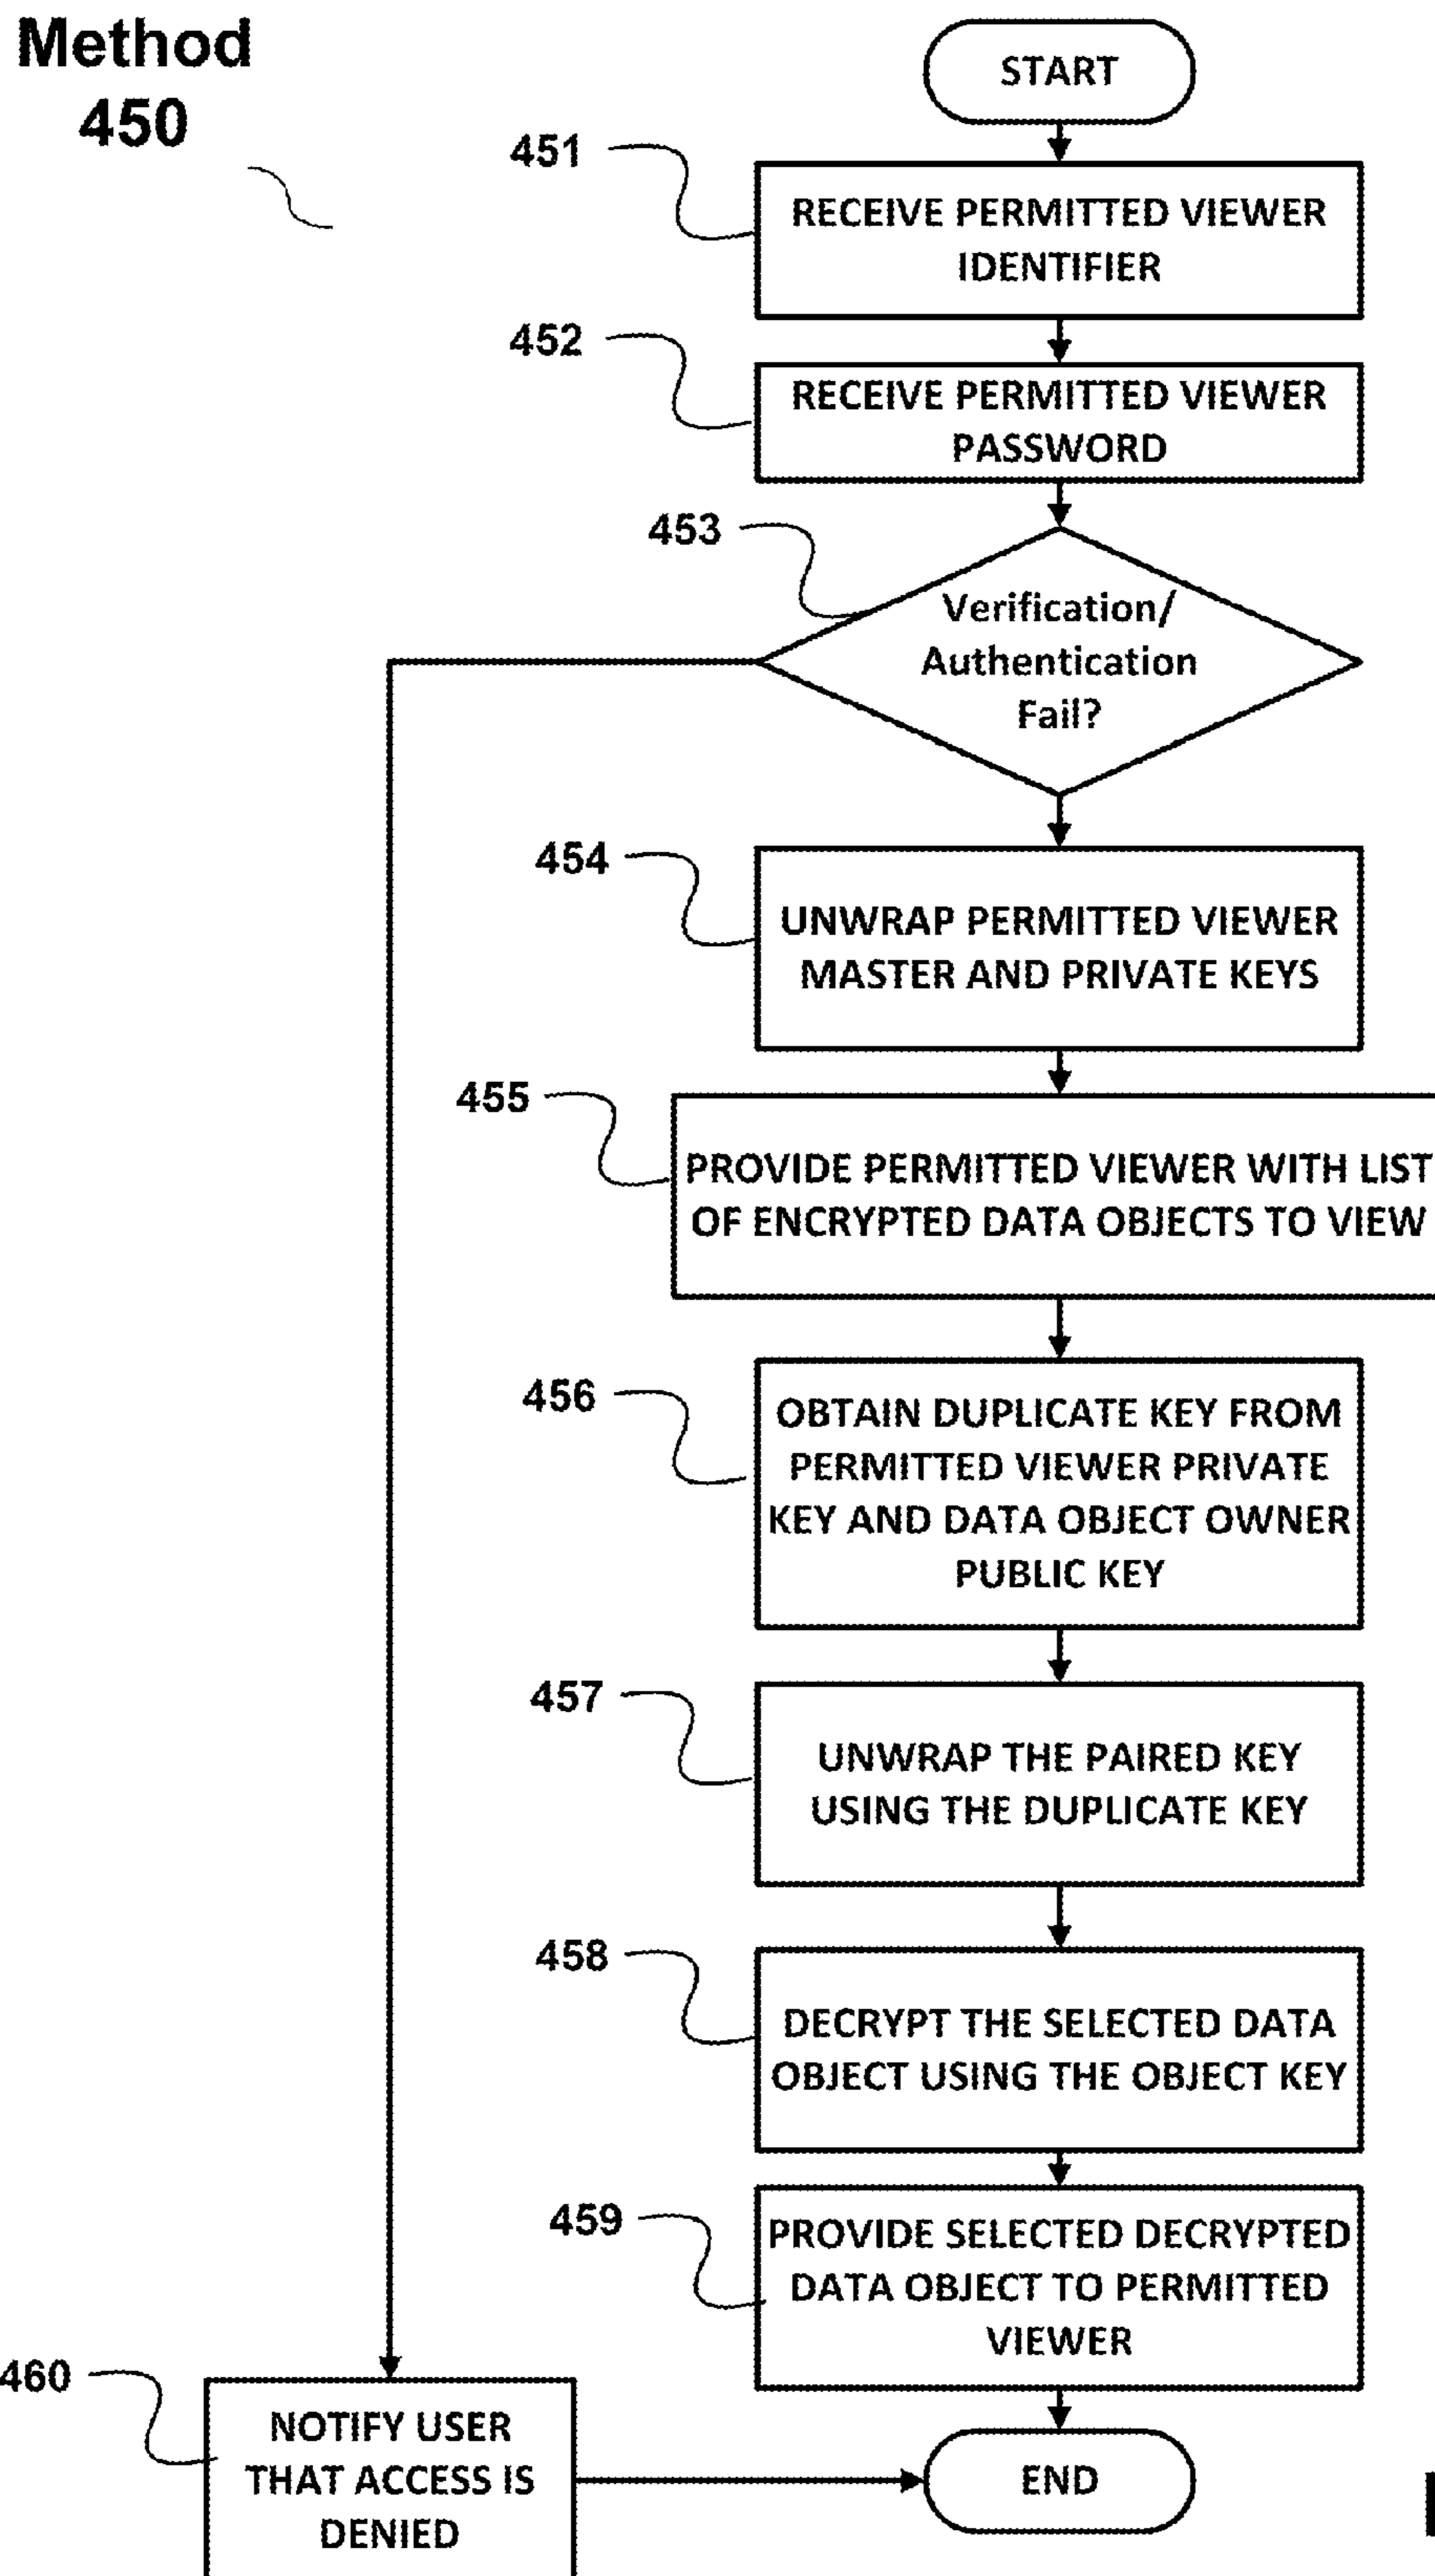 Method
450
START
451
RECEIVE PERMITTED VIEWER
IDENTIFIER
452
RECEIVE PERMITTED VIEWER
PASSWORD
453
Verification/
Authentication
Fail?
454
UNWRAP PERMITTED VIEWER
MASTER AND PRIVATE KEYS
455
PROVIDE PERMITTED VIEWER WITH LIST
OF ENCRYPTED DATA OBJECTS TO VIEW
456
OBTAIN DUPLICATE KEY FROM
PERMITTED VIEWER PRIVATE
KEY AND DATA OBJECT OWNER
PUBLIC KEY
457
UNWRAP THE PAIRED KEY
USING THE DUPLICATE KEY
458
DECRYPT THE SELECTED DATA
OBJECT USING THE OBJECT KEY
459
PROVIDE SELECTED DECRYPTED
DATA OBJECT TO PERMITTED
VIEWER
460
NOTIFY USER
THAT ACCESS IS
DENIED
END